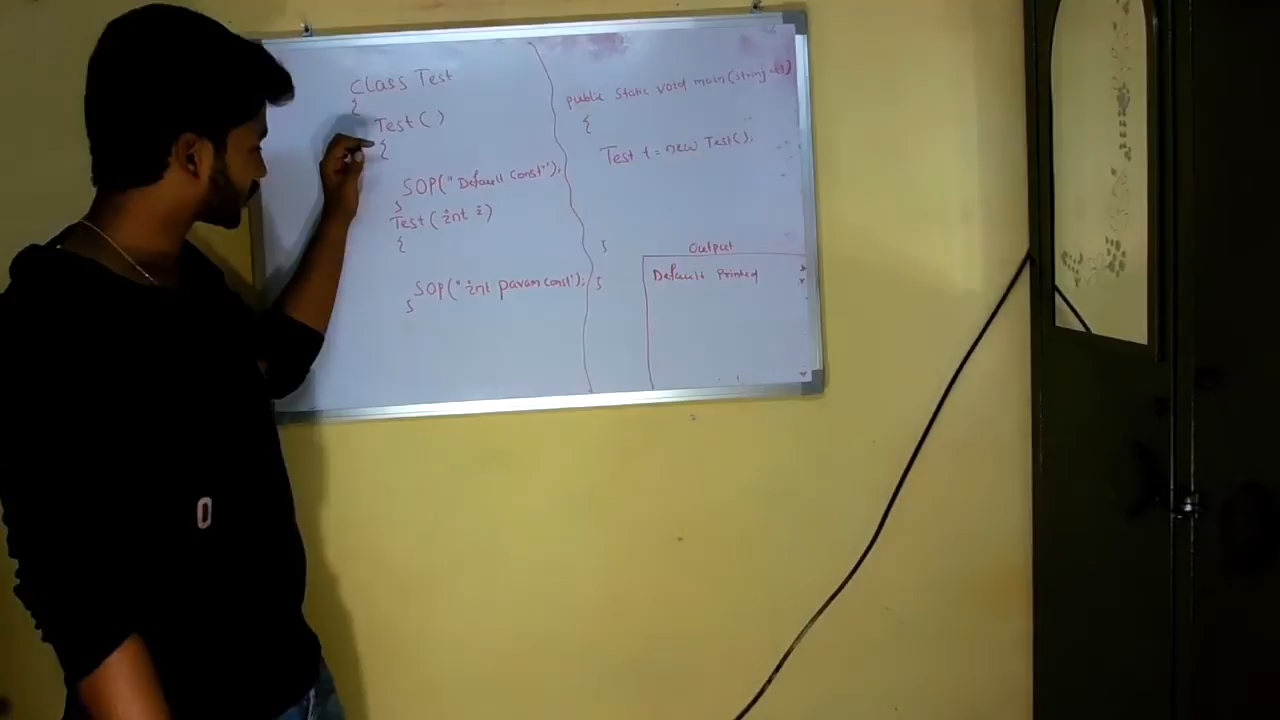 class Test
{
Test()
{
SOP("Default const");
}
Test(int i)
{
SOP("int param const");
}
public static void main(string
{
Test t = new Test();
}
}
Output
Default Printed